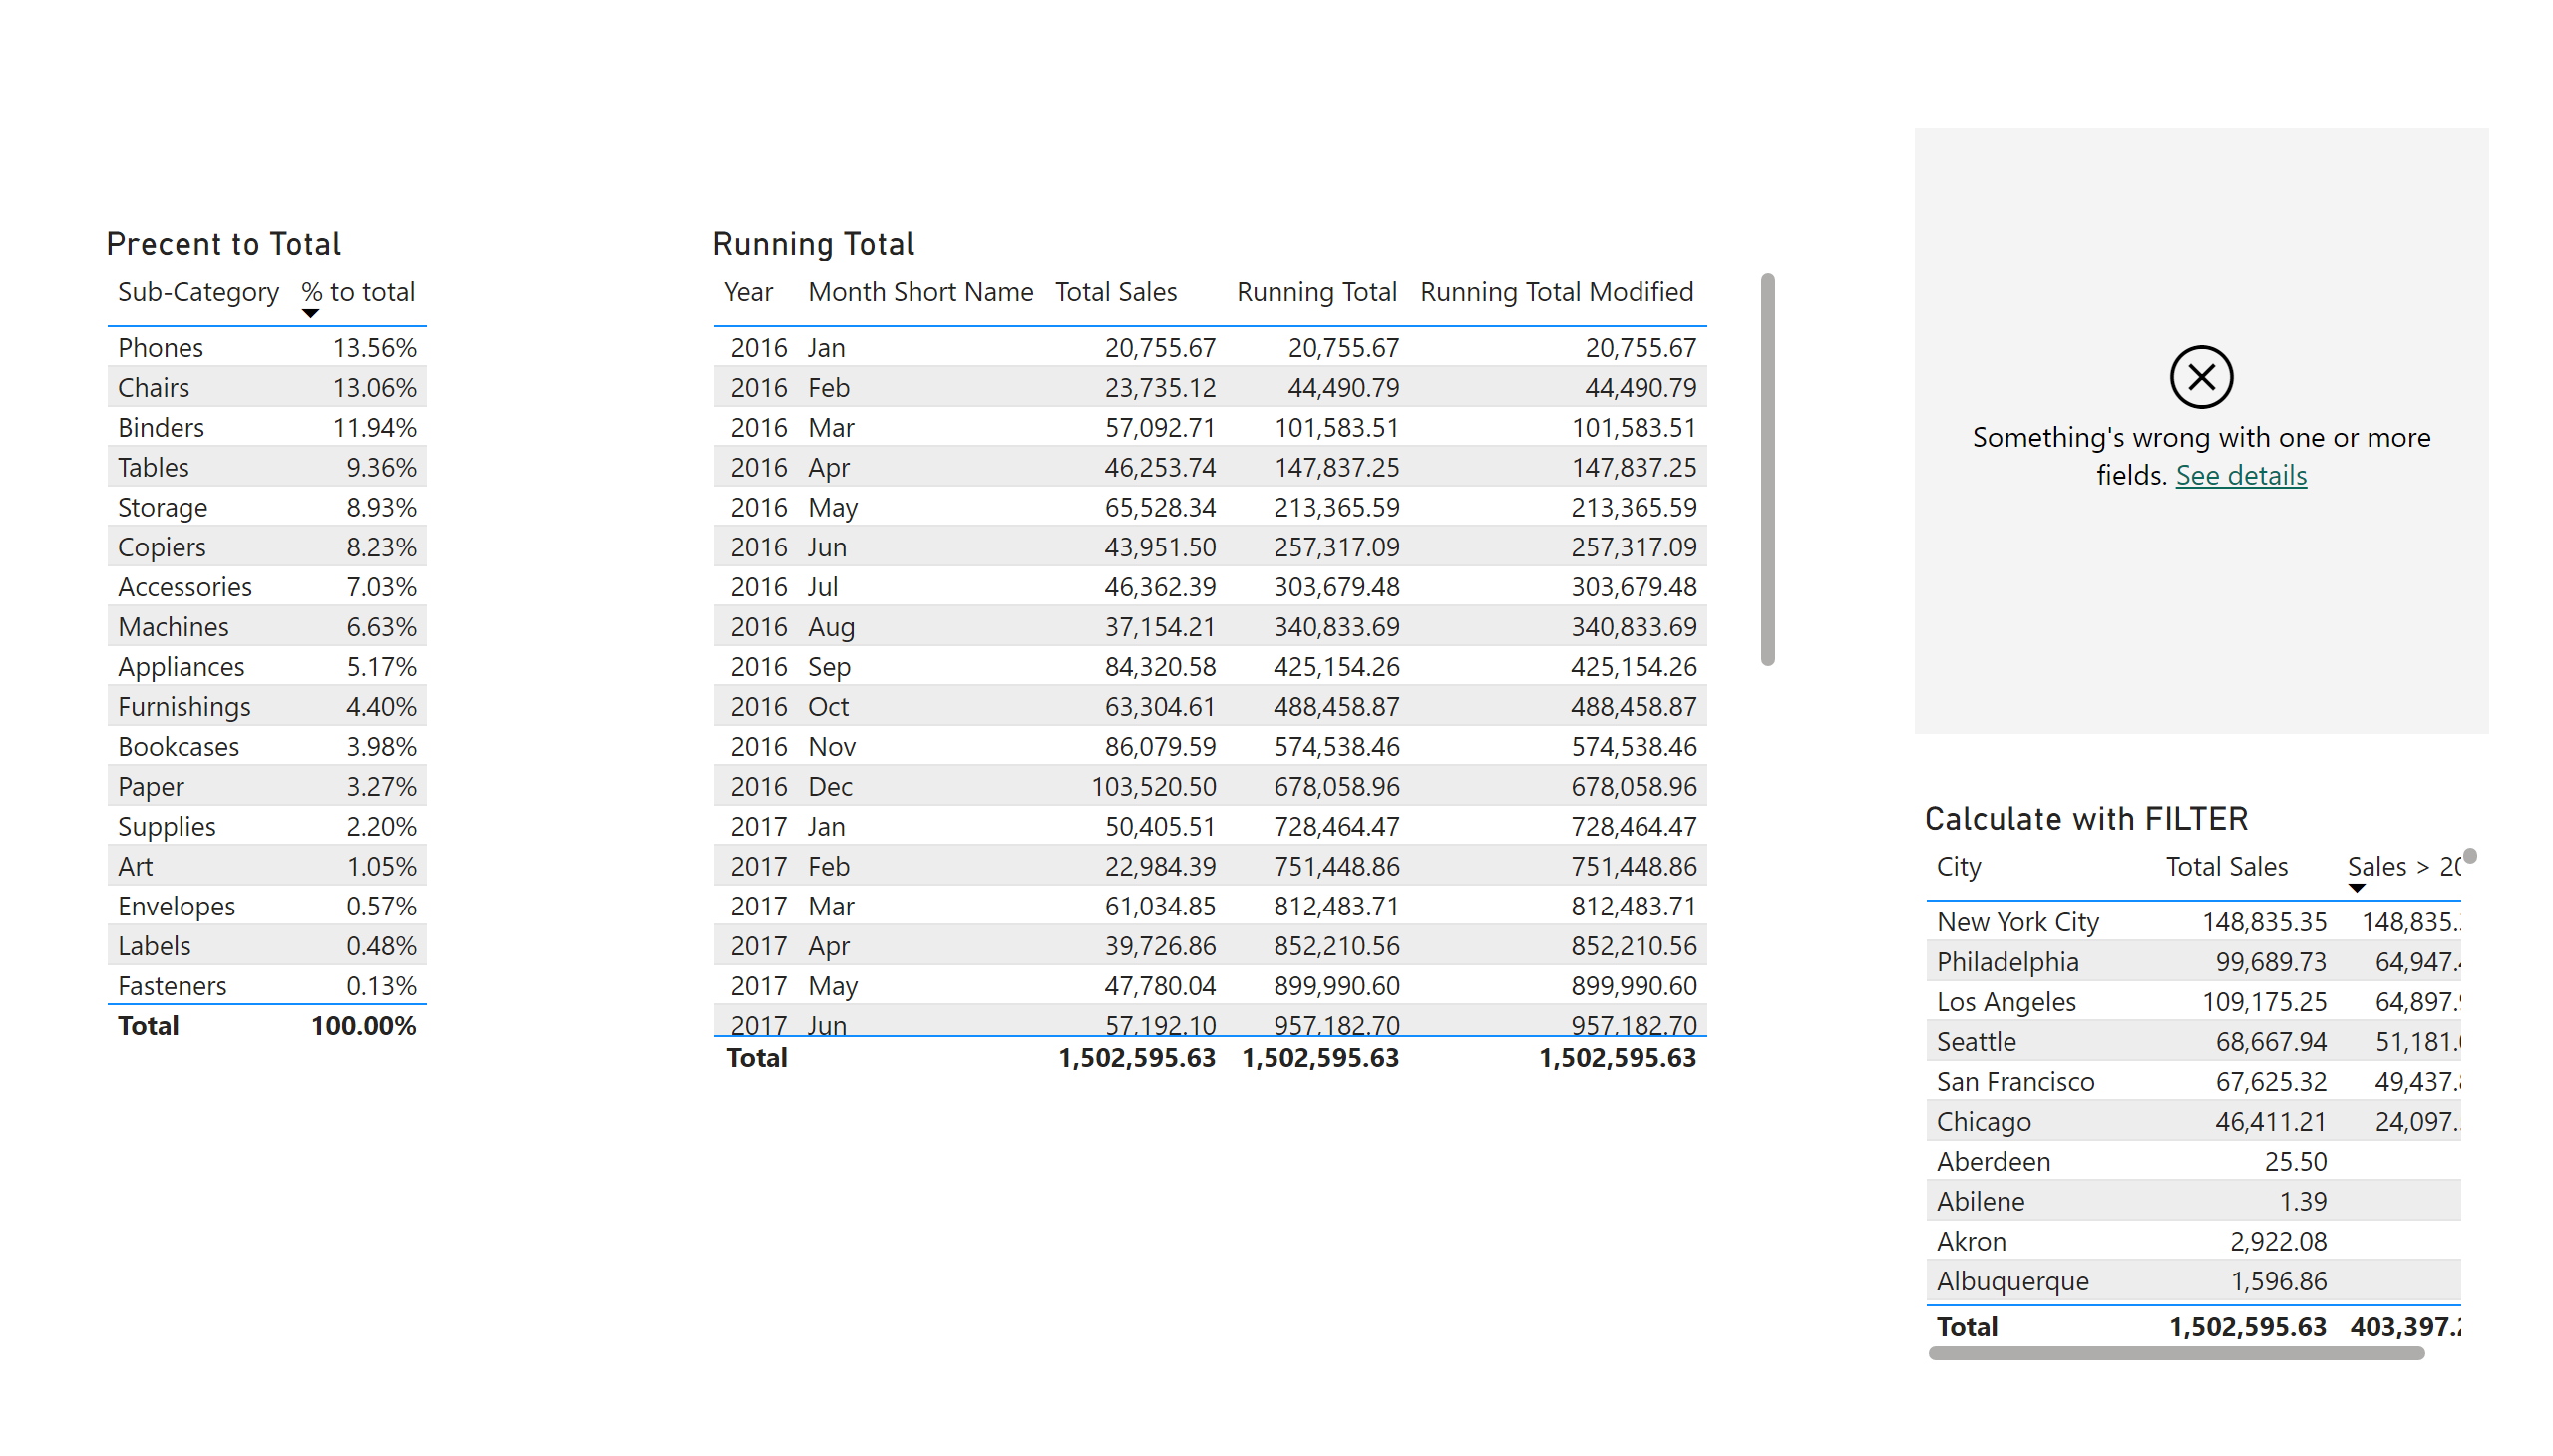 Precent to Total
Sub-Category % to total
Phones 13.56%
Chairs 13.06%
Binders 11.94%
Tables 9.36%
Storage 8.93%
Copiers 8.23%
Accessories 7.03%
Machines 6.63%
Appliances 5.17%
Furnishings 4.40%
Bookcases 3.98%
Paper 3.27%
Supplies 2.20%
Art 1.05%
Envelopes 0.57%
Labels 0.48%
Fasteners 0.13%
Total 100.00%
Running Total
Year Month Short Name Total Sales Running Total Running Total Modified
2016 Jan 20,755.67 20,755.67 20,755.67
2016 Feb 23,735.12 44,490.79 44,490.79
2016 Mar 57,092.71 101,583.51 101,583.51
2016 Apr 46,253.74 147,837.25 147,837.25
2016 May 65,528.34 213,365.59 213,365.59
2016 Jun 43,951.50 257,317.09 257,317.09
2016 Jul 46,362.39 303,679.48 303,679.48
2016 Aug 37,154.21 340,833.69 340,833.69
2016 Sep 84,320.58 425,154.26 425,154.26
2016 Oct 63,304.61 488,458.87 488,458.87
2016 Nov 86,079.59 574,538.46 574,538.46
2016 Dec 103,520.50 678,058.96 678,058.96
2017 Jan 50,405.51 728,464.47 728,464.47
2017 Feb 22,984.39 751,448.86 751,448.86
2017 Mar 61,034.85 812,483.71 812,483.71
2017 Apr 39,726.86 852,210.56 852,210.56
2017 May 47,780.04 899,990.60 899,990.60
2017 Jun 57,192.10 957,182.70 957,182.70
Total 1,502,595.63 1,502,595.63 1,502,595.63
Something's wrong with one or more
fields. See details
Calculate with FILTER
City Total Sales Sales > 20
New York City 148,835.35 148,835.
Philadelphia 99,689.73 64,947.
Los Angeles 109,175.25 64,897.
Seattle 68,667.94 51,181.
San Francisco 67,625.32 49,437.
Chicago 46,411.21 24,097.
Aberdeen 25.50
Abilene 1.39
Akron 2,922.08
Albuquerque 1,596.86
Total 1,502,595.63 403,397.